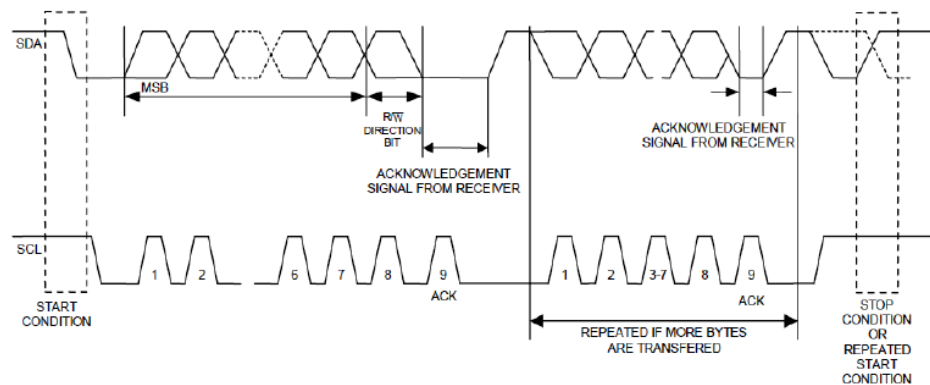 SDA
MSB
R/W
DIRECTION
BIT
ACKNOWLEDGEMENT
SIGNAL FROM RECEIVER
ACKNOWLEDGEMENT
SIGNAL FROM RECEIVER
SCL
1
2
6
7
8
9
1
2
3-7
8
9
ACK
ACK
START
CONDITION
REPEATED IF MORE BYTES
ARE TRANSFERED
STOP
CONDITION
OR
REPEATED
START
CONDITION